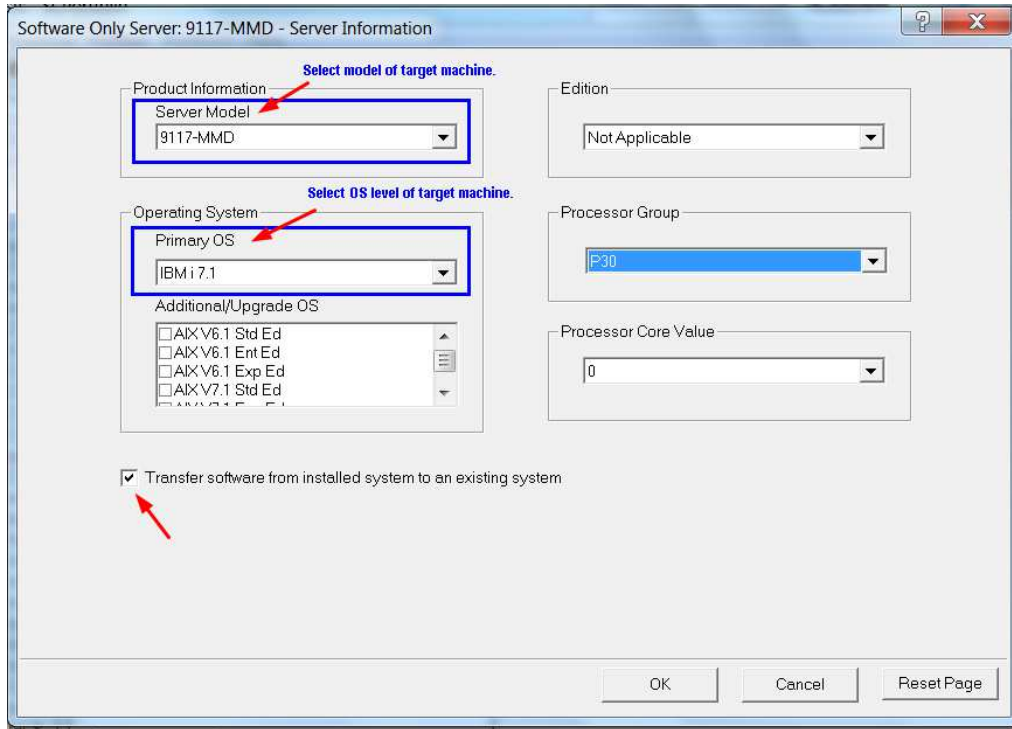 Software Only Server: 9117-MMD - Server Information
Select model of target machine.
Product Information
Server Model
9117-MMD
Edition
Not Applicable
Select OS level of target machine.
Operating System
Primary OS
IBM i 7.1
Additional/Upgrade OS
AIX V6.1 Std Ed
AIX V6.1 Ent Ed
AIX V6.1 Exp Ed
AIX V7.1 Std Ed
Processor Group
P30
Processor Core Value
0
Transfer software from installed system to an existing system
OK
Cancel
Reset Page